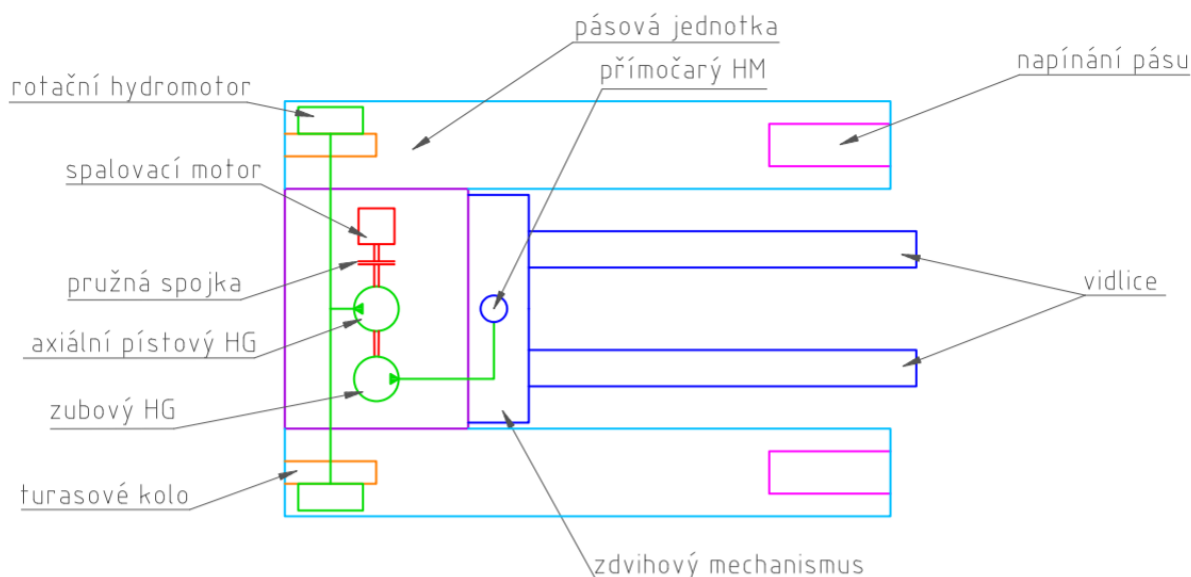 pásová jednotka
přímočarý HM
napínání pásu
rotační hydromotor
spalovací motor
pružná spojka
vidlice
axiální pístový HG
zubový HG
turasové kolo
zdvihový mechanismus